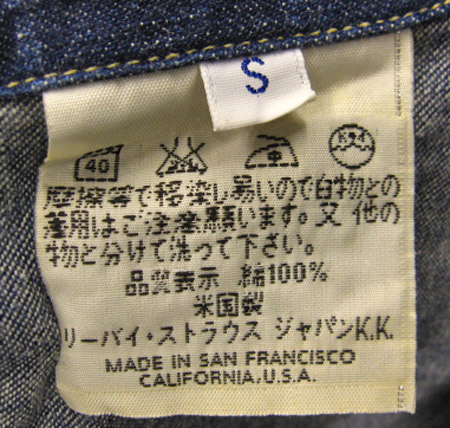 S
40
摩擦等で移染し易いので白物との
着用はご注意願います。又 他の
物と分けて洗って下さい。
品質表示 綿100%
米国製
リーバイ・ストラウス ジャパンK.K.
MADE IN SAN FRANCISCO
CALIFORNIA, U.S.A.